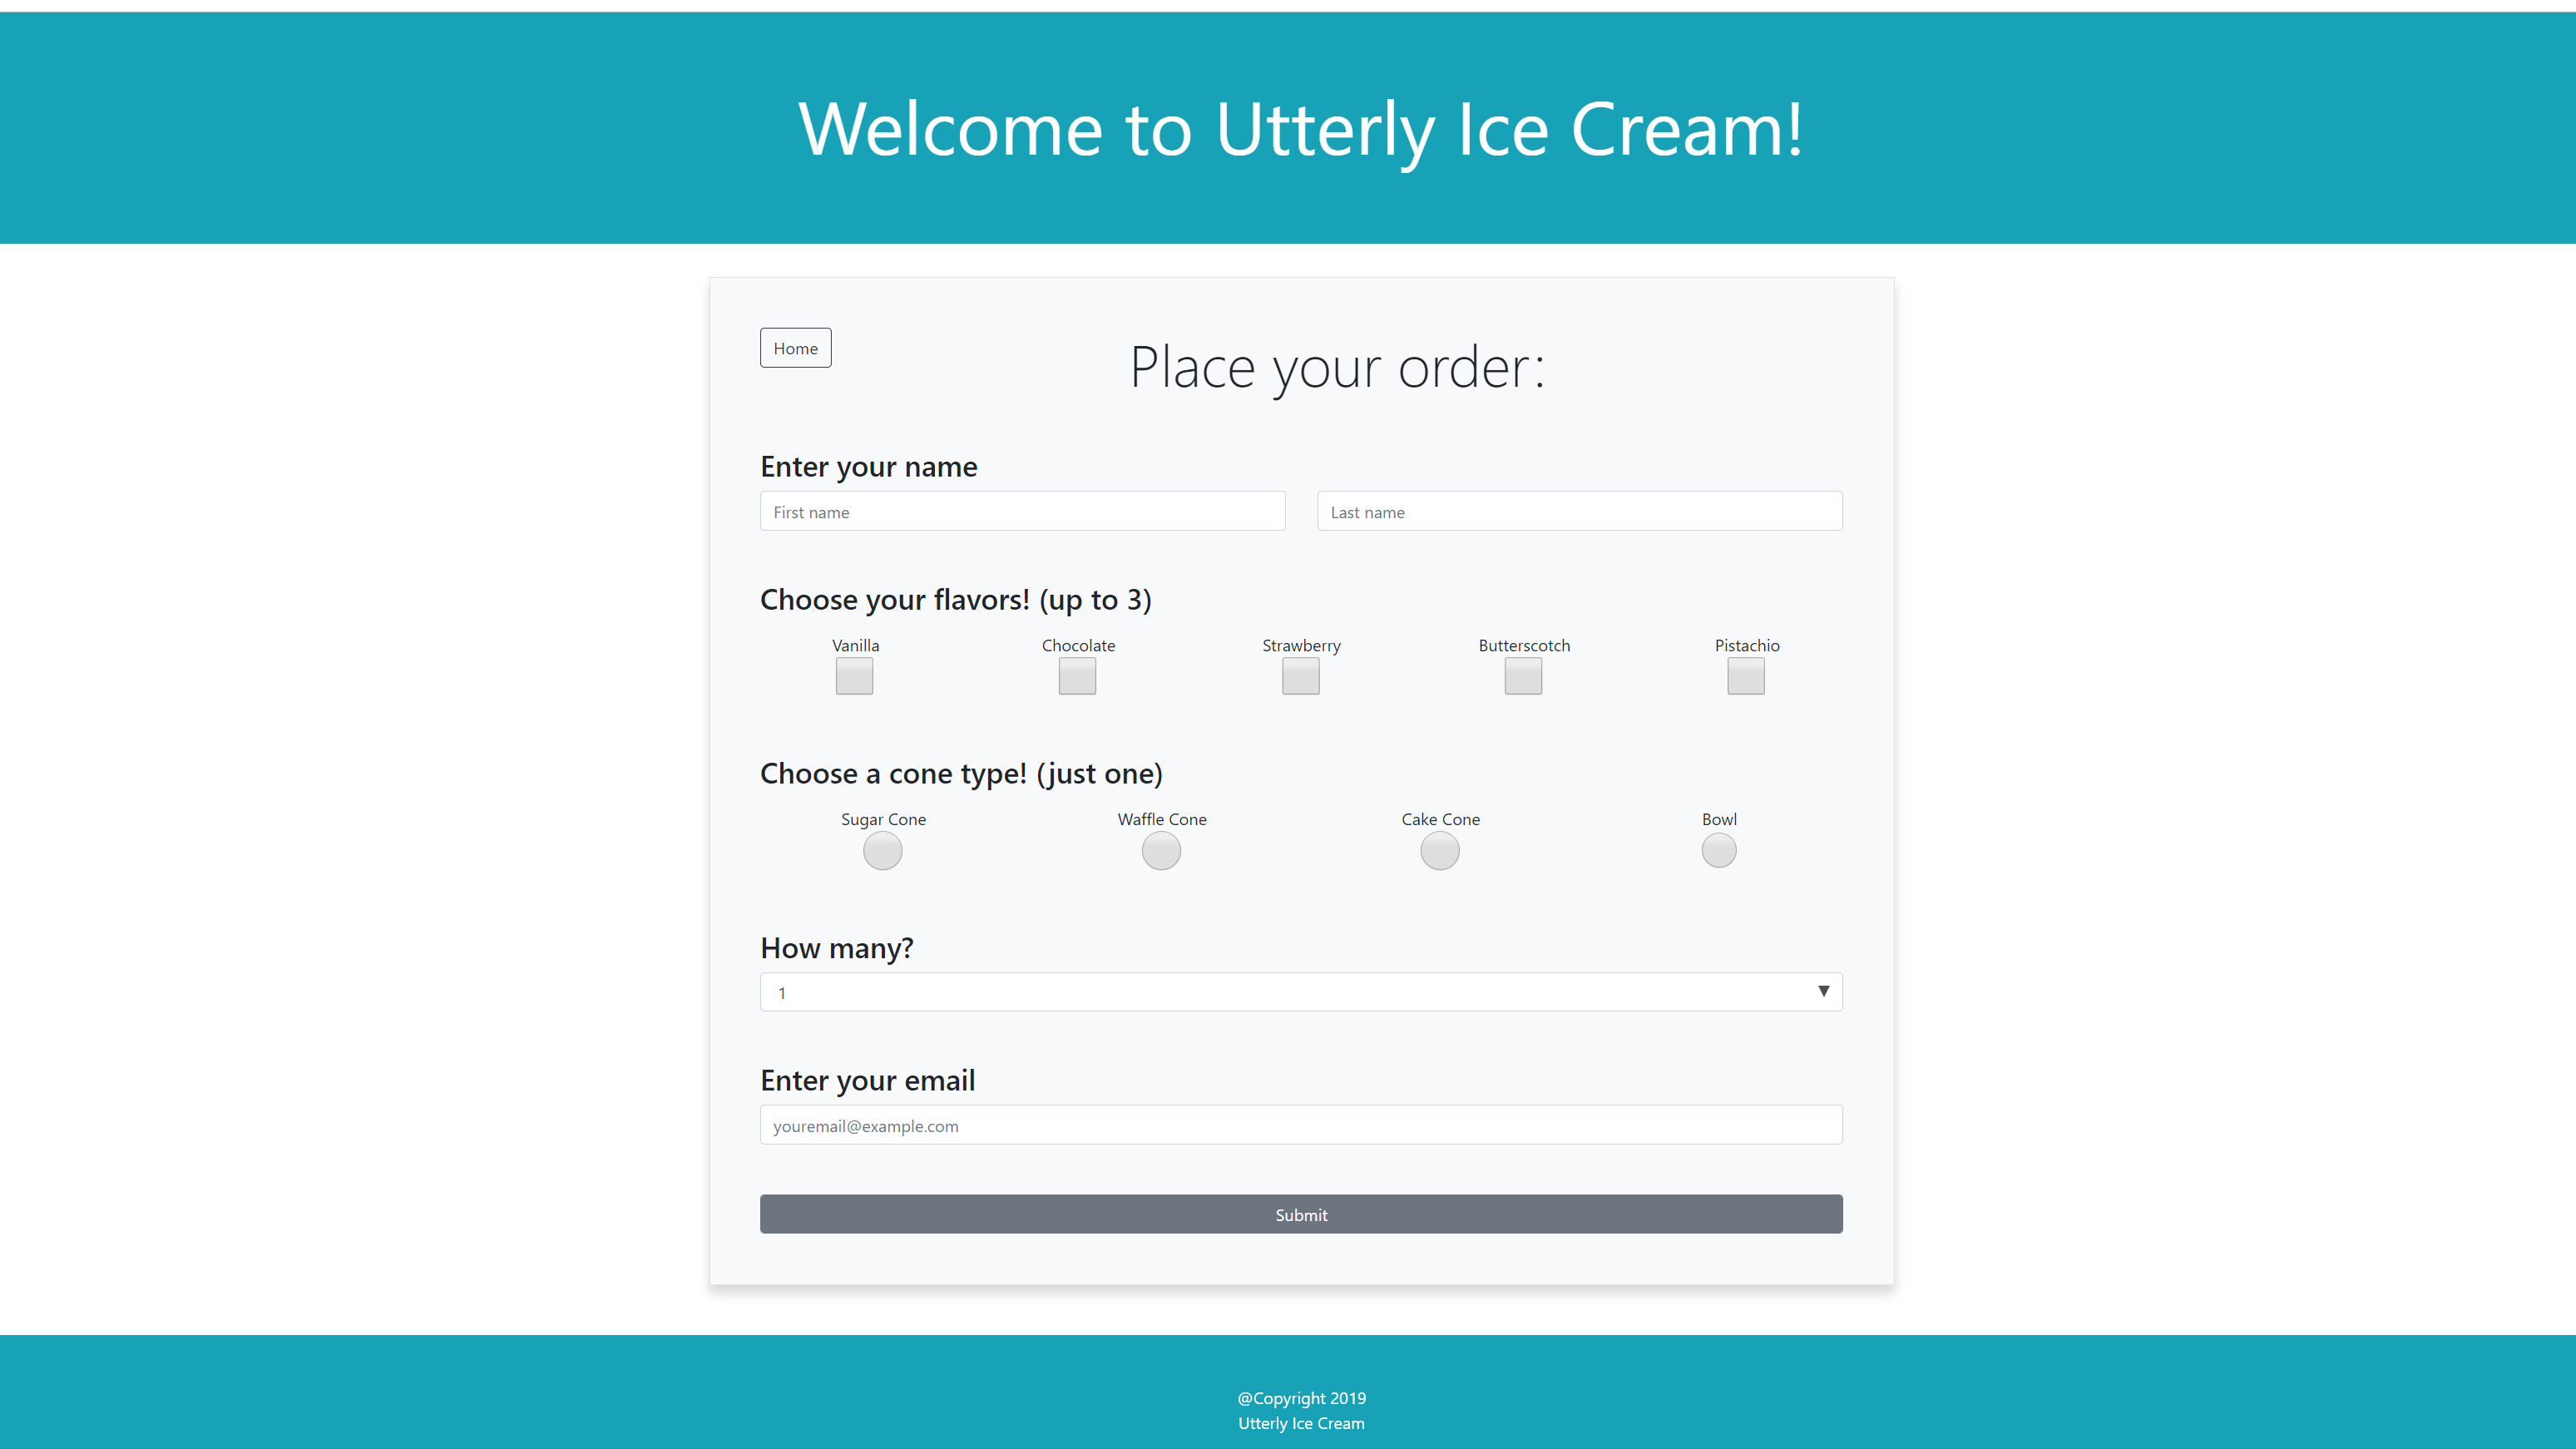 Welcome to Utterly Ice Cream!
Home
Place your order:
Enter your name
First name Last name
Choose your flavors! (up to 3)
Vanilla Chocolate Strawberry Butterscotch Pistachio
Choose a cone type! (just one)
Sugar Cone Waffle Cone Cake Cone Bowl
How many?
1
Enter your email
youremail@example.com
Submit
@Copyright 2019
Utterly Ice Cream